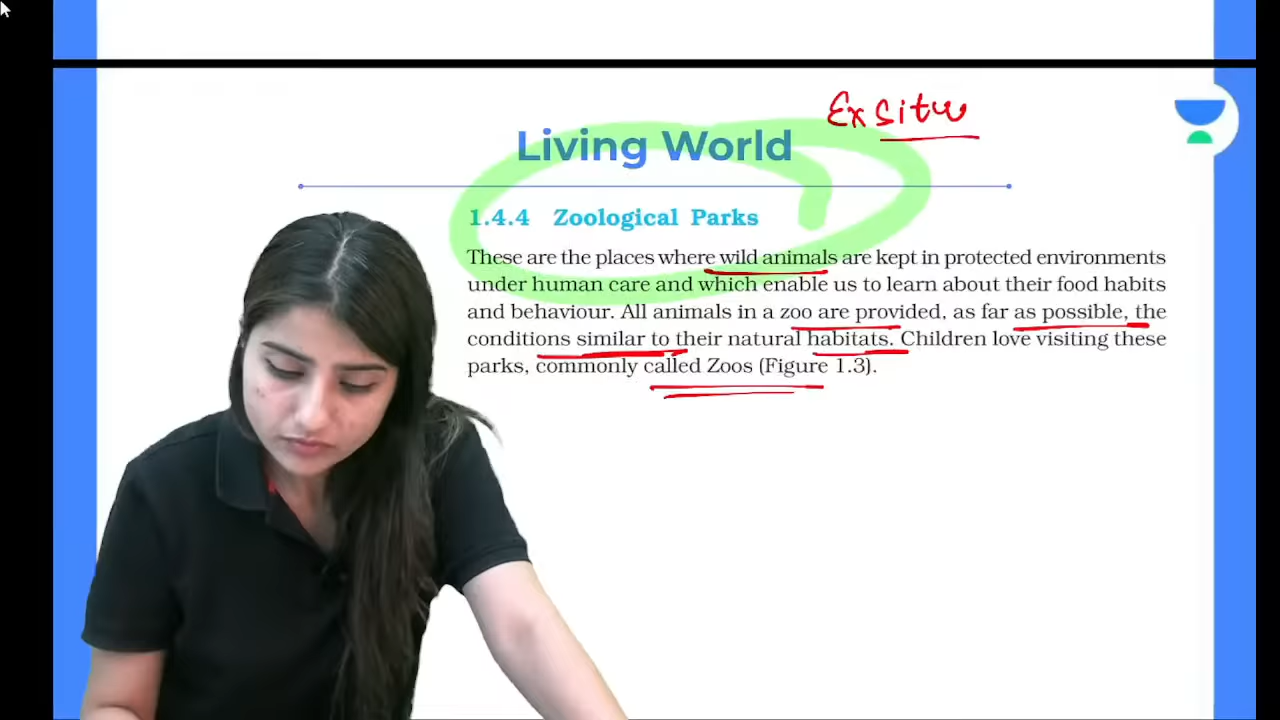 Ex situ
Living World
1.4.4 Zoological Parks
These are the places where wild animals are kept in protected environments
under human care and which enable us to learn about their food habits
and behaviour. All animals in a zoo are provided, as far as possible, the
conditions similar to their natural habitats. Children love visiting these
parks, commonly called Zoos (Figure 1.3).